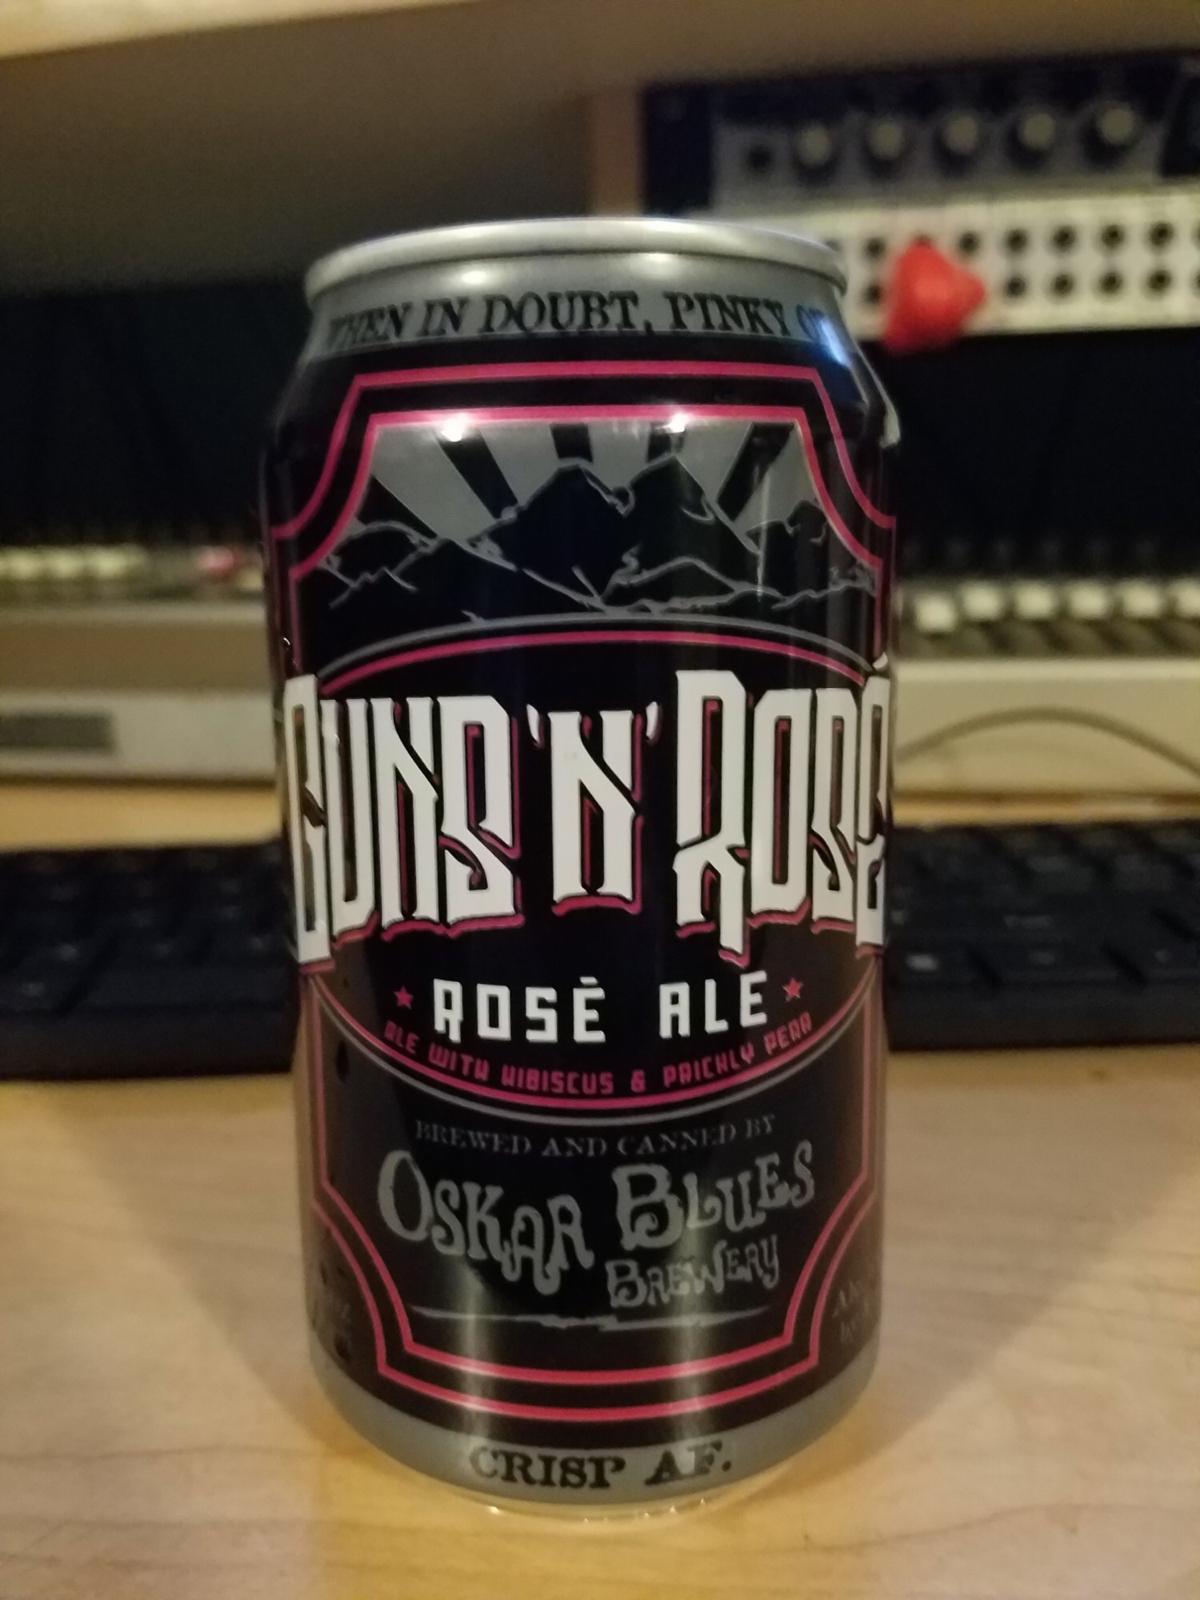 WHEN IN DOUBT, PINKY
GUNS 'N' ROSÉ
ROSÉ ALE
ALE WITH HIBISCUS & PRICKLY PEAR
BREWED AND CANNED BY
OSKAR BLUES
BREWERY
CRISP AF.